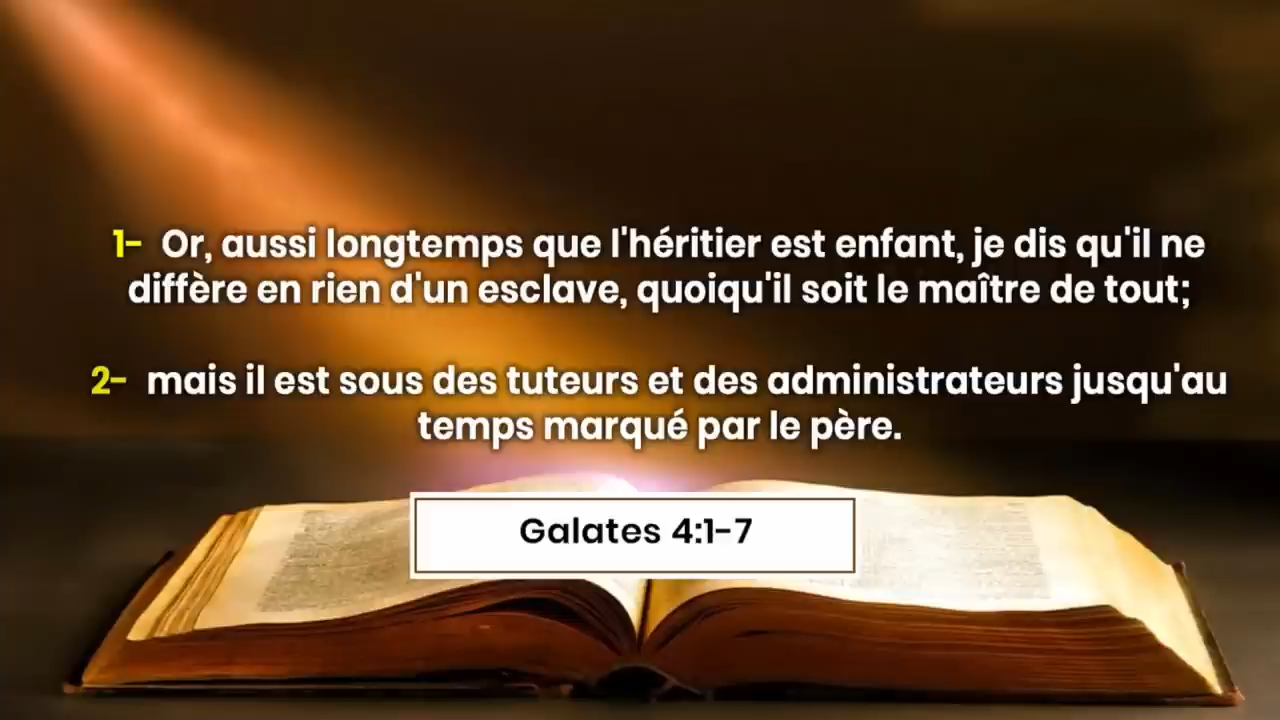 1- Or, aussi longtemps que l'héritier est enfant, je dis qu'il ne
diffère en rien d'un esclave, quoiqu'il soit le maître de tout;
2- mais il est sous des tuteurs et des administrateurs jusqu'au
temps marqué par le père.
Galates 4:1-7